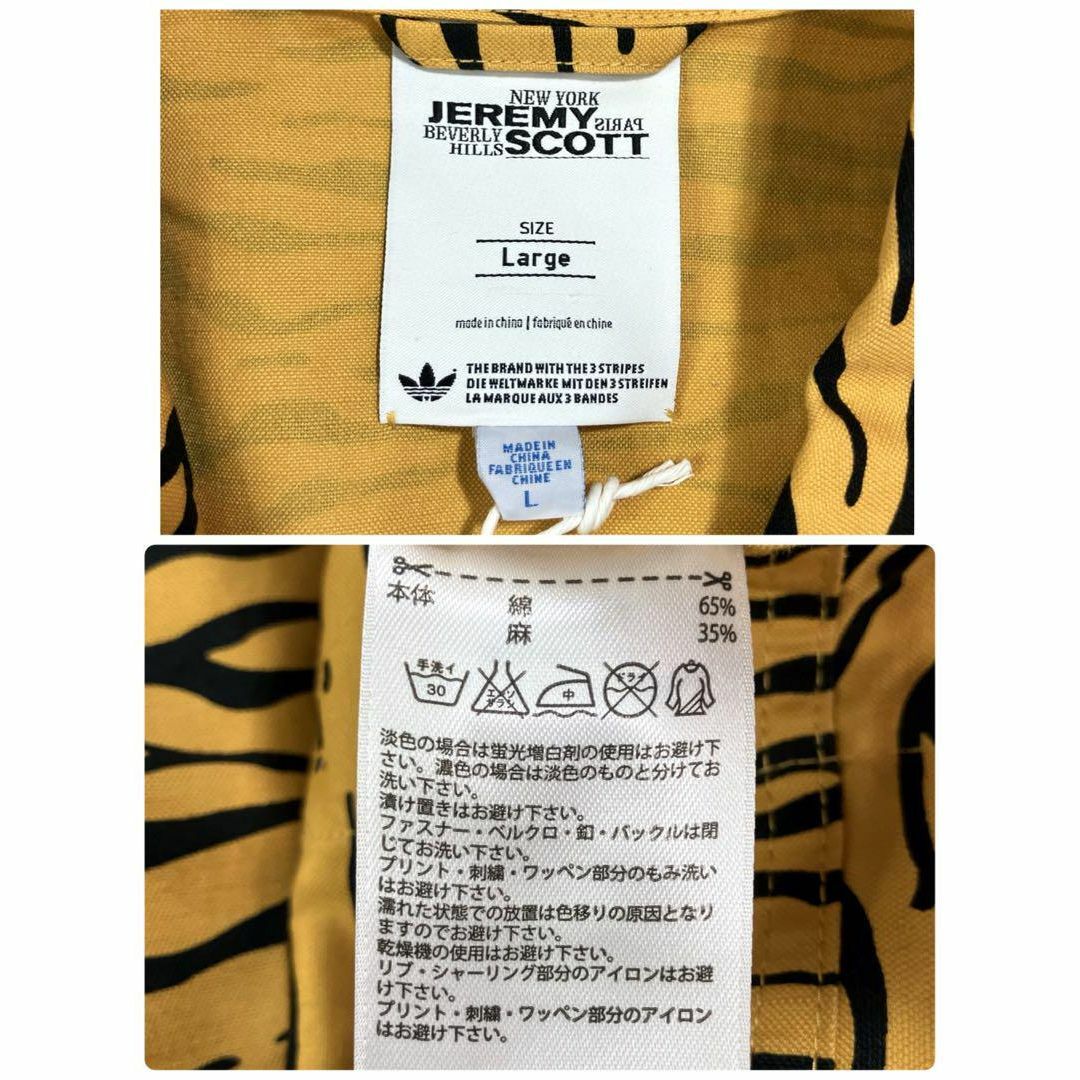 NEW YORK
JEREMY PARIS
BEVERLY
HILLS SCOTT
SIZE
Large
made in china | fabriqué en chine
THE BRAND WITH THE 3 STRIPES
DIE WELTMARKE MIT DEN 3 STREIFEN
LA MARQUE AUX 3 BANDES
MADE IN
CHINA
FABRIQUE EN
CHINE
L
本体 綿 65%
麻 35%
手洗イ
30
エンソ
サラシ
中
ドライ
淡色の場合は蛍光増白剤の使用はお避け下
さい。濃色の場合は淡色のものと分けてお
洗い下さい。
漬け置きはお避け下さい。
ファスナー・ベルクロ・釦・バックルは閉
じてお洗い下さい。
プリント・刺繍・ワッペン部分のもみ洗い
はお避け下さい。
濡れた状態での放置は色移りの原因となり
ますのでお避け下さい。
乾燥機の使用はお避け下さい。
リブ・シャーリング部分のアイロンはお避
け下さい。
プリント・刺繍・ワッペン部分のアイロン
はお避け下さい。